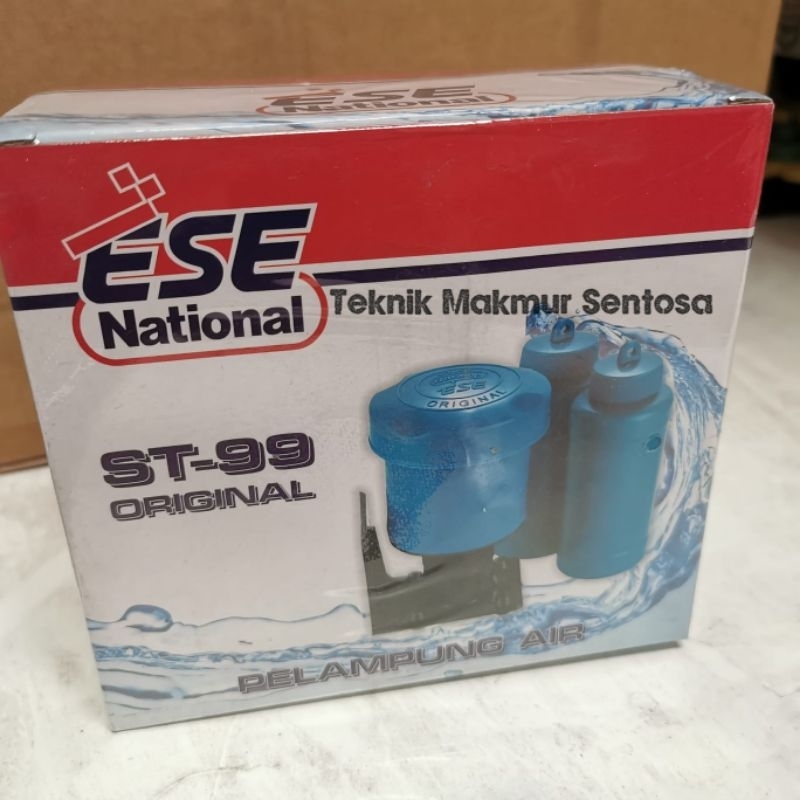 ESE
National
ESE
National
Teknik Makmur Sentosa
ESE
ORIGINAL
ST-99
ORIGINAL
PELAMPUNG AIR